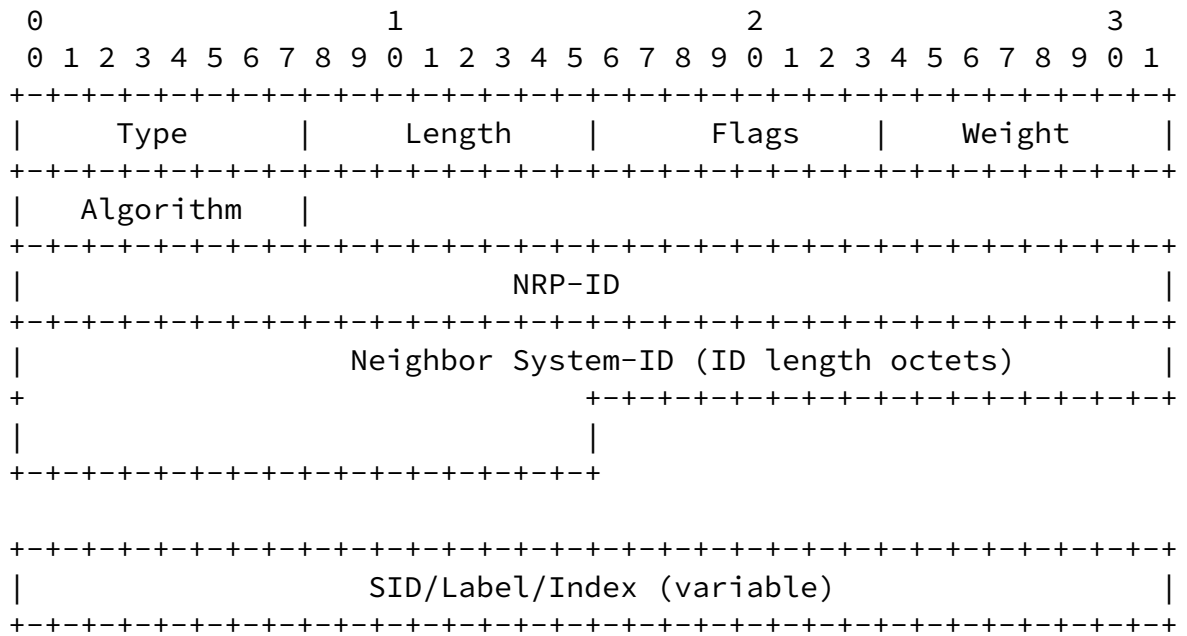 0                   1                   2                   3
 0 1 2 3 4 5 6 7 8 9 0 1 2 3 4 5 6 7 8 9 0 1 2 3 4 5 6 7 8 9 0 1
+-+-+-+-+-+-+-+-+-+-+-+-+-+-+-+-+-+-+-+-+-+-+-+-+-+-+-+-+-+-+-+-+
|     Type      |     Length    |      Flags    |    Weight     |
+-+-+-+-+-+-+-+-+-+-+-+-+-+-+-+-+-+-+-+-+-+-+-+-+-+-+-+-+-+-+-+-+
|   Algorithm   |
+-+-+-+-+-+-+-+-+-+-+-+-+-+-+-+-+-+-+-+-+-+-+-+-+-+-+-+-+-+-+-+-+
|                           NRP-ID                              |
+-+-+-+-+-+-+-+-+-+-+-+-+-+-+-+-+-+-+-+-+-+-+-+-+-+-+-+-+-+-+-+-+
|                  Neighbor System-ID (ID length octets)        |
+                               +-+-+-+-+-+-+-+-+-+-+-+-+-+-+-+-+
|                               |
+-+-+-+-+-+-+-+-+-+-+-+-+-+-+-+-+

+-+-+-+-+-+-+-+-+-+-+-+-+-+-+-+-+-+-+-+-+-+-+-+-+-+-+-+-+-+-+-+-+
|                   SID/Label/Index (variable)                  |
+-+-+-+-+-+-+-+-+-+-+-+-+-+-+-+-+-+-+-+-+-+-+-+-+-+-+-+-+-+-+-+-+